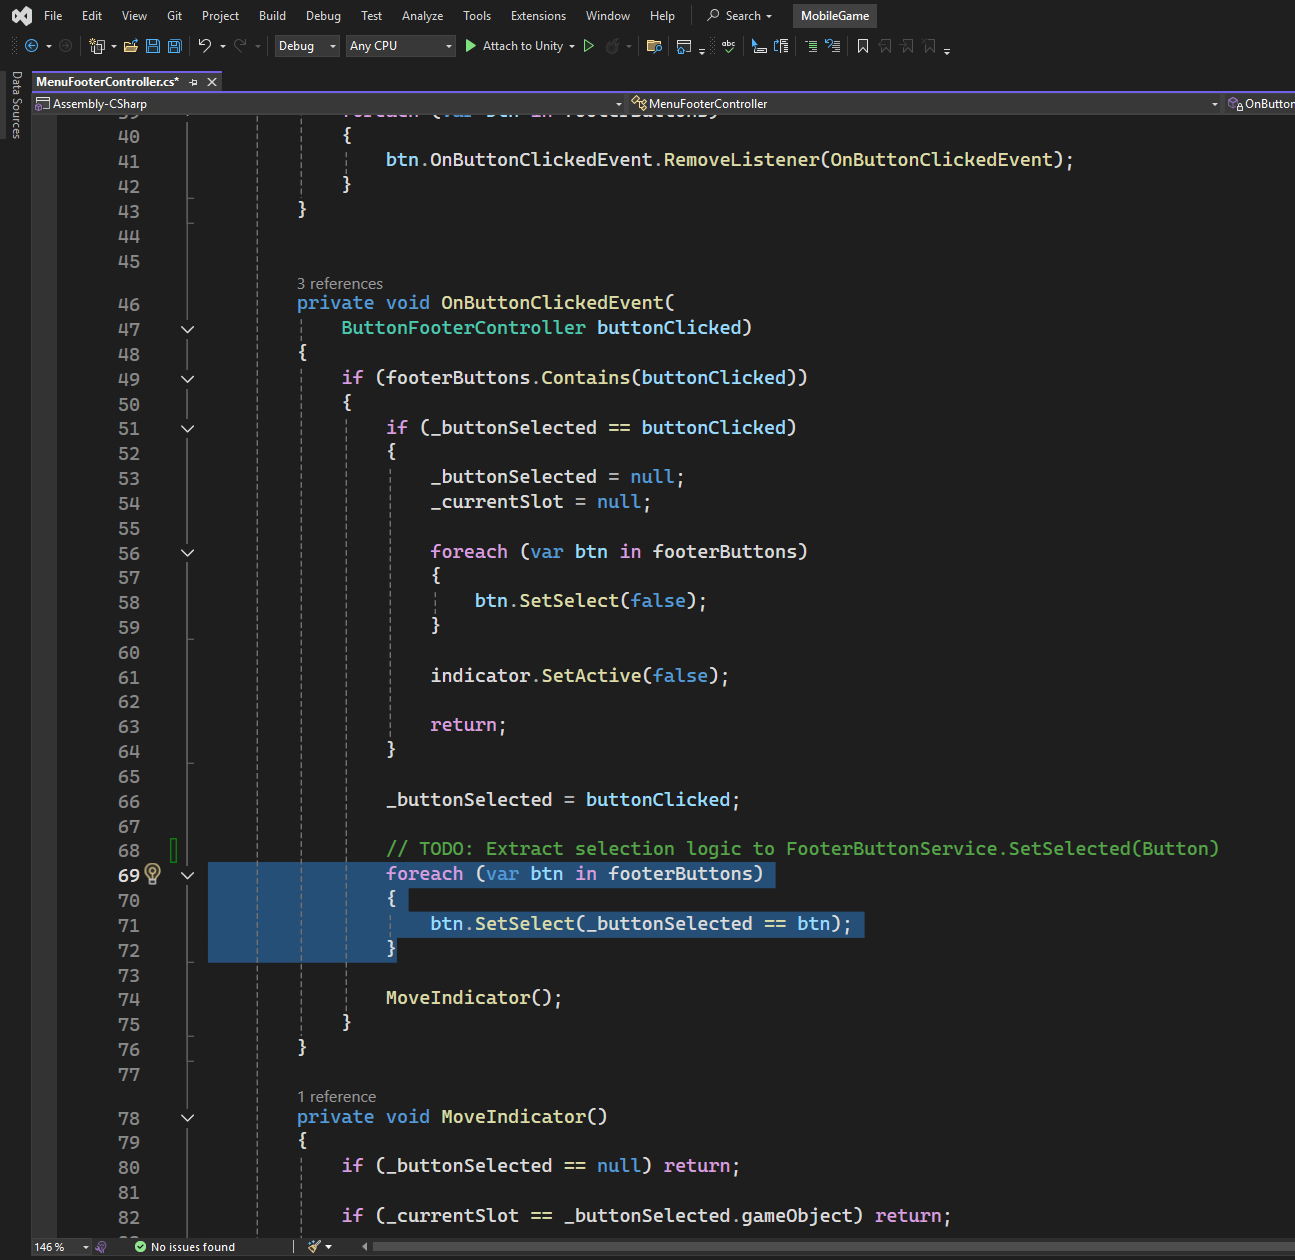 File Edit View Git Project Build Debug Test Analyze Tools Extensions Window Help Search MobileGame
Debug Any CPU Attach to Unity abc
Data Sources
MenuFooterController.cs*
Assembly-CSharp MenuFooterController OnButton
40 {
41 btn.OnButtonClickedEvent.RemoveListener(OnButtonClickedEvent);
42 }
43 }
44
45
3 references
46 private void OnButtonClickedEvent(
47 ButtonFooterController buttonClicked)
48 {
49 if (footerButtons.Contains(buttonClicked))
50 {
51 if (_buttonSelected == buttonClicked)
52 {
53 _buttonSelected = null;
54 _currentSlot = null;
55
56 foreach (var btn in footerButtons)
57 {
58 btn.SetSelect(false);
59 }
60
61 indicator.SetActive(false);
62
63 return;
64 }
65
66 _buttonSelected = buttonClicked;
67
68 // TODO: Extract selection logic to FooterButtonService.SetSelected(Button)
69 foreach (var btn in footerButtons)
70 {
71 btn.SetSelect(_buttonSelected == btn);
72 }
73
74 MoveIndicator();
75 }
76 }
77
1 reference
78 private void MoveIndicator()
79 {
80 if (_buttonSelected == null) return;
81
82 if (_currentSlot == _buttonSelected.gameObject) return;
146 % No issues found